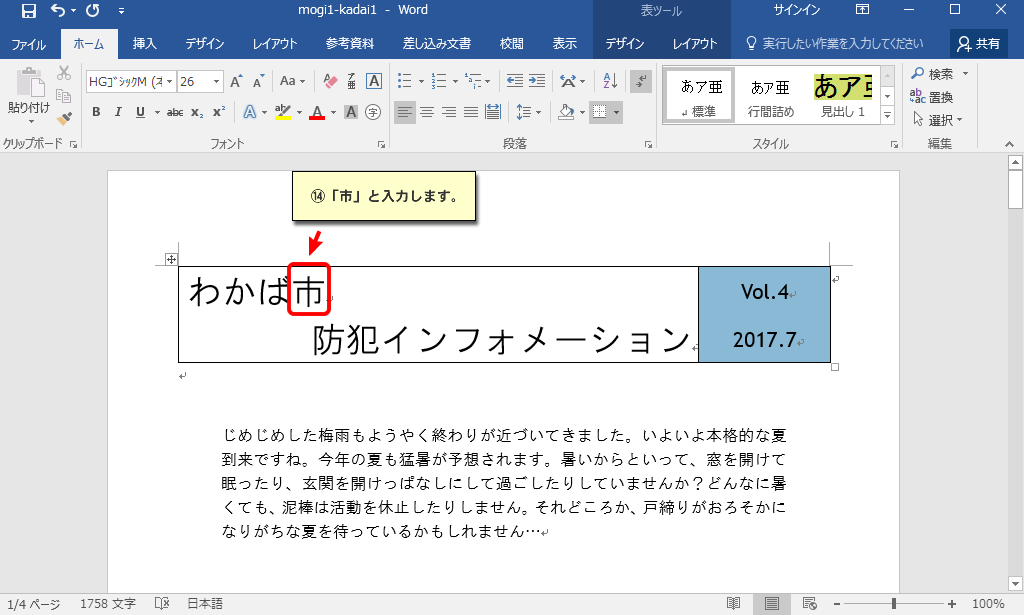 mogi1-kadai1 - Word
表ツール
サインイン
ファイル ホーム 挿入 デザイン レイアウト 参考資料 差し込み文書 校閲 表示 デザイン レイアウト 実行したい作業を入力してください 共有
HGｺﾞｼｯｸM (ｵ 26 Aa
あア亜 あア亜 あア亜
検索
貼り付け
置換
B I U abc x₂ x² A A A 字
標準 行間詰め 見出し 1
選択
クリップボード フォント 段落 スタイル 編集
⑭「市」と入力します。
わかば市
Vol.4
防犯インフォメーション
2017.7
じめじめした梅雨もようやく終わりが近づいてきました。いよいよ本格的な夏
到来ですね。今年の夏も猛暑が予想されます。暑いからといって、窓を開けて
眠ったり、玄関を開けっぱなしにして過ごしたりしていませんか？どんなに暑
くても、泥棒は活動を休止したりしません。それどころか、戸締りがおろそかに
なりがちな夏を待っているかもしれません…
1/4 ページ 1758 文字 日本語 100%